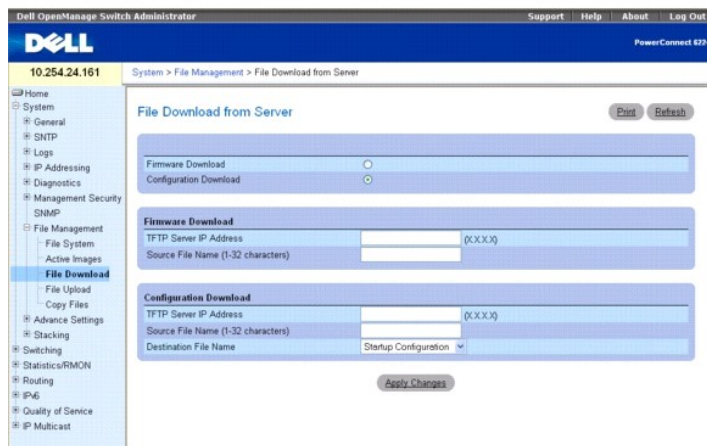 Dell OpenManage Switch Administrator
Support Help About Log Out
DELL
PowerConnect 622
10.254.24.161
System > File Management > File Download from Server
Home
System
General
SNTP
Logs
IP Addressing
Diagnostics
Management Security
SNMP
File Management
File System
Active Images
File Download
File Upload
Copy Files
Advance Settings
Stacking
Switching
Statistics/RMON
Routing
IPv6
Quality of Service
IP Multicast
File Download from Server
Print Refresh
Firmware Download
Configuration Download
Firmware Download
TFTP Server IP Address (X.X.X.X)
Source File Name (1-32 characters)
Configuration Download
TFTP Server IP Address (X.X.X.X)
Source File Name (1-32 characters)
Destination File Name Startup Configuration
Apply Changes